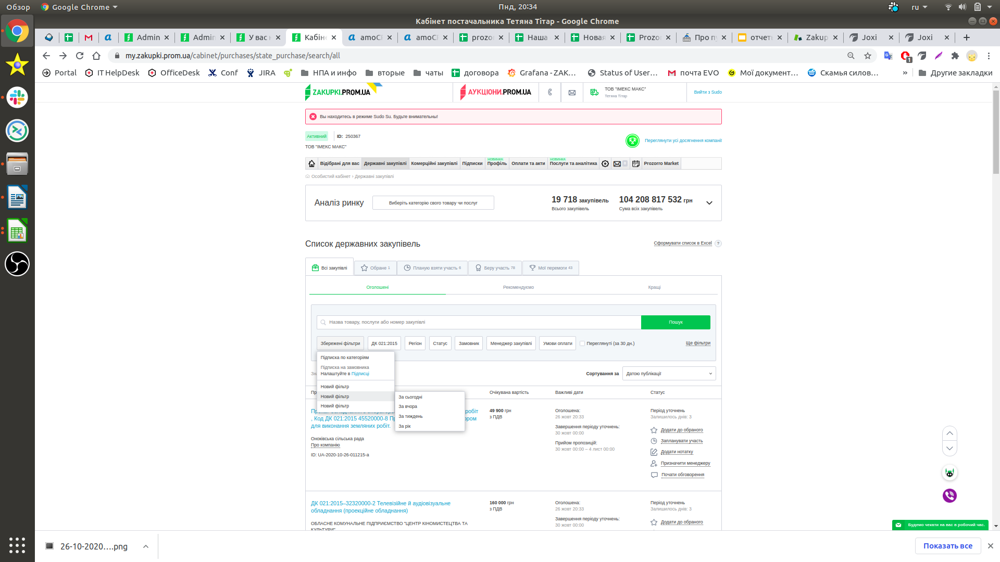 Обзор
Google Chrome
Пнд, 20:34
ru
Кабінет постачальника Тетяна Тітар - Google Chrome
Admin
Admin
У вас
Кабін
amoC
amoC
prozo
Наша
Новая
Prozo
Про п
отчет
Zakup
Joxi
Joxi
my.zakupki.prom.ua/cabinet/purchases/state_purchase/search/all
1
Portal
IT HelpDesk
OfficeDesk
Conf
JIRA
НПА и инфо
вторые
чаты
договора
Grafana - ZAK…
Status of User…
почта EVO
Мої документ…
Скамья силов…
»
Другие закладки
ZAKUPKI.PROM.UA
АУКЦІОНИ.PROM.UA
ТОВ "ІМЕКС МАКС"
Тетяна Тітар
Вийти з Sudo
Вы находитесь в режиме Sudo Su. Будьте внимательны!
Активний
ID: 250367
ТОВ "ІМЕКС МАКС"
Переглянути усі досягнення компанії
Відібрані для вас
Державні закупівлі
Комерційні закупівлі
Підписки
НОВИНКА
Профіль
Оплати та акти
НОВИНКА
Послуги та аналітика
0
Prozorro Market
Особистий кабінет › Державні закупівлі
Аналіз ринку
Виберіть категорію свого товару чи послуг
19 718 закупівель
Всього закупівель
104 208 817 532 грн
Сума всіх закупівель
Список державних закупівель
Сформувати список в Excel
?
Всі закупівлі
Обране 1
Планую взяти участь 6
Беру участь 78
Мої перемоги 43
Оголошені
Рекомендуємо
Кращі
Назва товару, послуги або номер закупівлі
Пошук
Збережені фільтри
ДК 021:2015
Регіон
Статус
Замовник
Менеджер закупівлі
Умови оплати
Переглянуті (за 30 дн.)
Ще фільтри
Підписка по категоріям
Підписка на замовника
Налаштуйте в Підписці
Новий фільтр
Новий фільтр
Новий фільтр
За сьогодні
За вчора
За тиждень
За рік
Сортування за
Датою публікації
Очікувана вартість
Важливі дати
Статус
робіт
, Код ДК 021:2015 45520000-8 Пр
ором
для виконання земляних робіт.
Оноківська сільська рада
Про компанію
ID: UA-2020-10-26-011215-a
49 900 грн
з ПДВ
Оголошена:
26 жовт 20:33
Завершення періоду уточнень:
30 жовт 00:00
Прийом пропозицій:
30 жовт 00:00 – 4 лист 00:00
Період уточнень
Залишилось днів: 3
Додати до обраного
Запланувати участь
Додати нотатку
Призначити менеджеру
Почати обговорення
ДК 021:2015–32320000-2 Телевізійне й аудіовізуальне
обладнання (проекційне обладнання)
ОБЛАСНЕ КОМУНАЛЬНЕ ПІДПРИЄМСТВО "ЦЕНТР КІНОМИСТЕЦТВА ТА
КУЛЬТУРИ"
160 000 грн
з ПДВ
Оголошена:
26 жовт 20:33
Завершення періоду уточнень:
30 жовт 00:00
Період уточнень
Залишилось днів: 3
Додати до обраного
Будемо чекати на вас в робочий час.
26-10-2020….png
Показать все